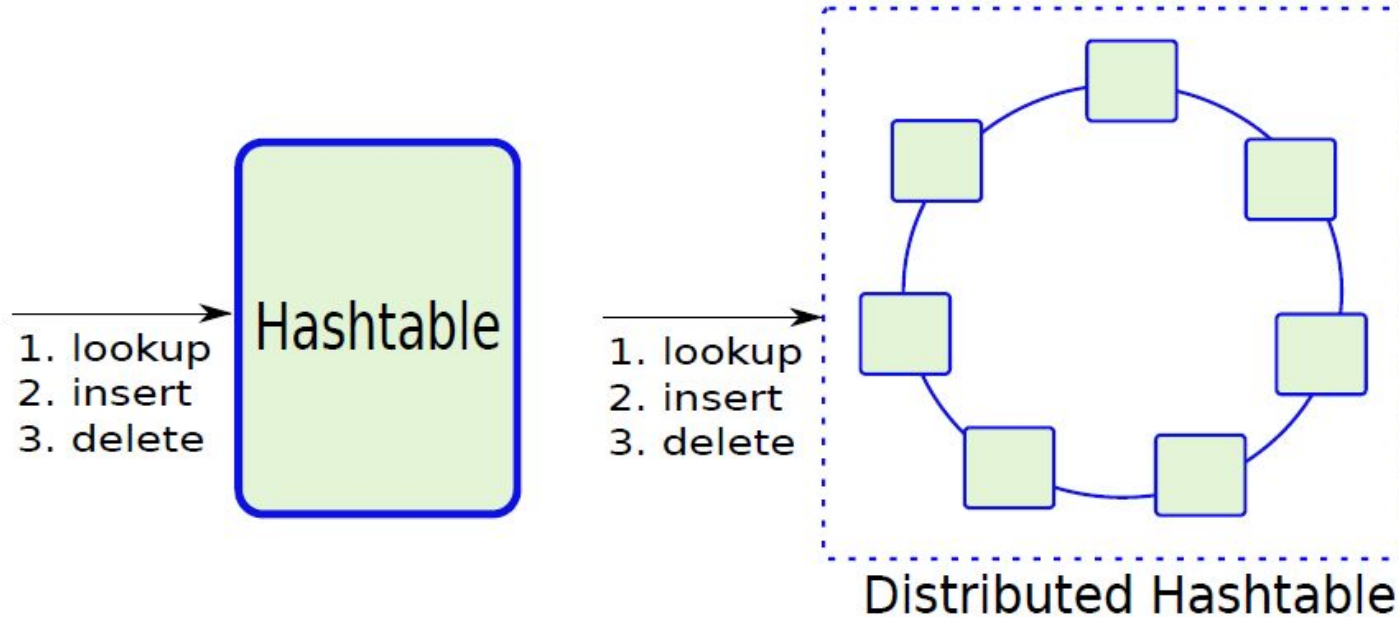 Hashtable
1. lookup
2. insert
3. delete
1. lookup
2. insert
3. delete
Distributed Hashtable